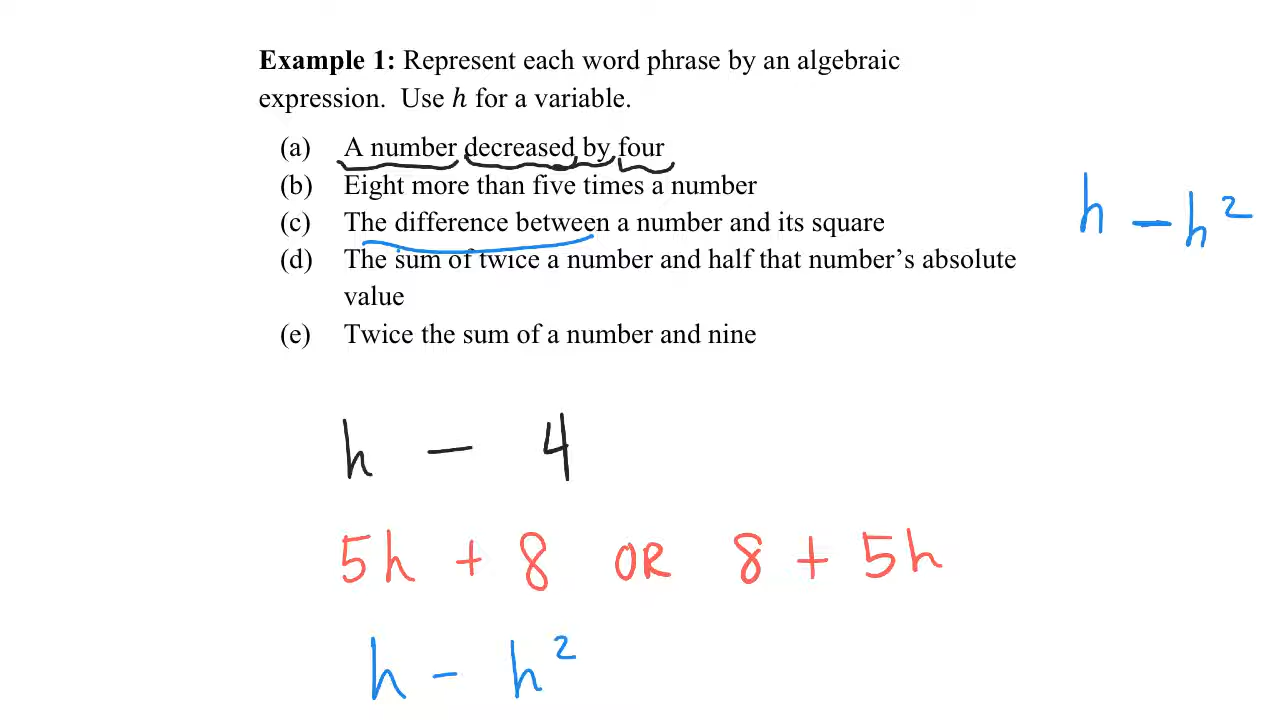 Example 1: Represent each word phrase by an algebraic
expression. Use h for a variable.
(a) A number decreased by four
(b) Eight more than five times a number
(c) The difference between a number and its square
(d) The sum of twice a number and half that number’s absolute
value
(e) Twice the sum of a number and nine
h − h²
h − 4
5h + 8 OR 8 + 5h
h − h²